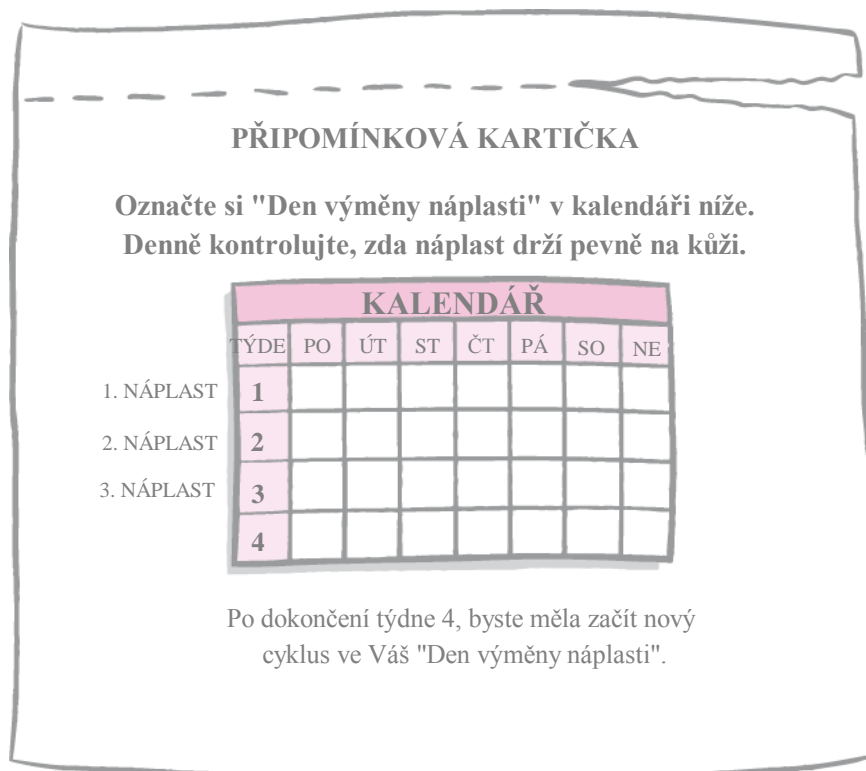 PŘIPOMÍNKOVÁ KARTIČKA
Označte si "Den výměny náplasti" v kalendáři níže.
Denně kontrolujte, zda náplast drží pevně na kůži.
KALENDÁŘ
TÝDE PO ÚT ST ČT PÁ SO NE
1. NÁPLAST 1
2. NÁPLAST 2
3. NÁPLAST 3
4
Po dokončení týdne 4, byste měla začít nový
cyklus ve Váš "Den výměny náplasti".